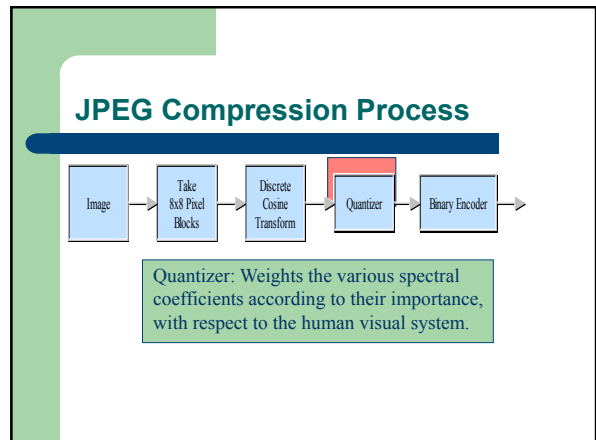 JPEG Compression Process
Image
Take
8x8 Pixel
Blocks
Discrete
Cosine
Transform
Quantizer
Binary Encoder
Quantizer: Weights the various spectral
coefficients according to their importance,
with respect to the human visual system.